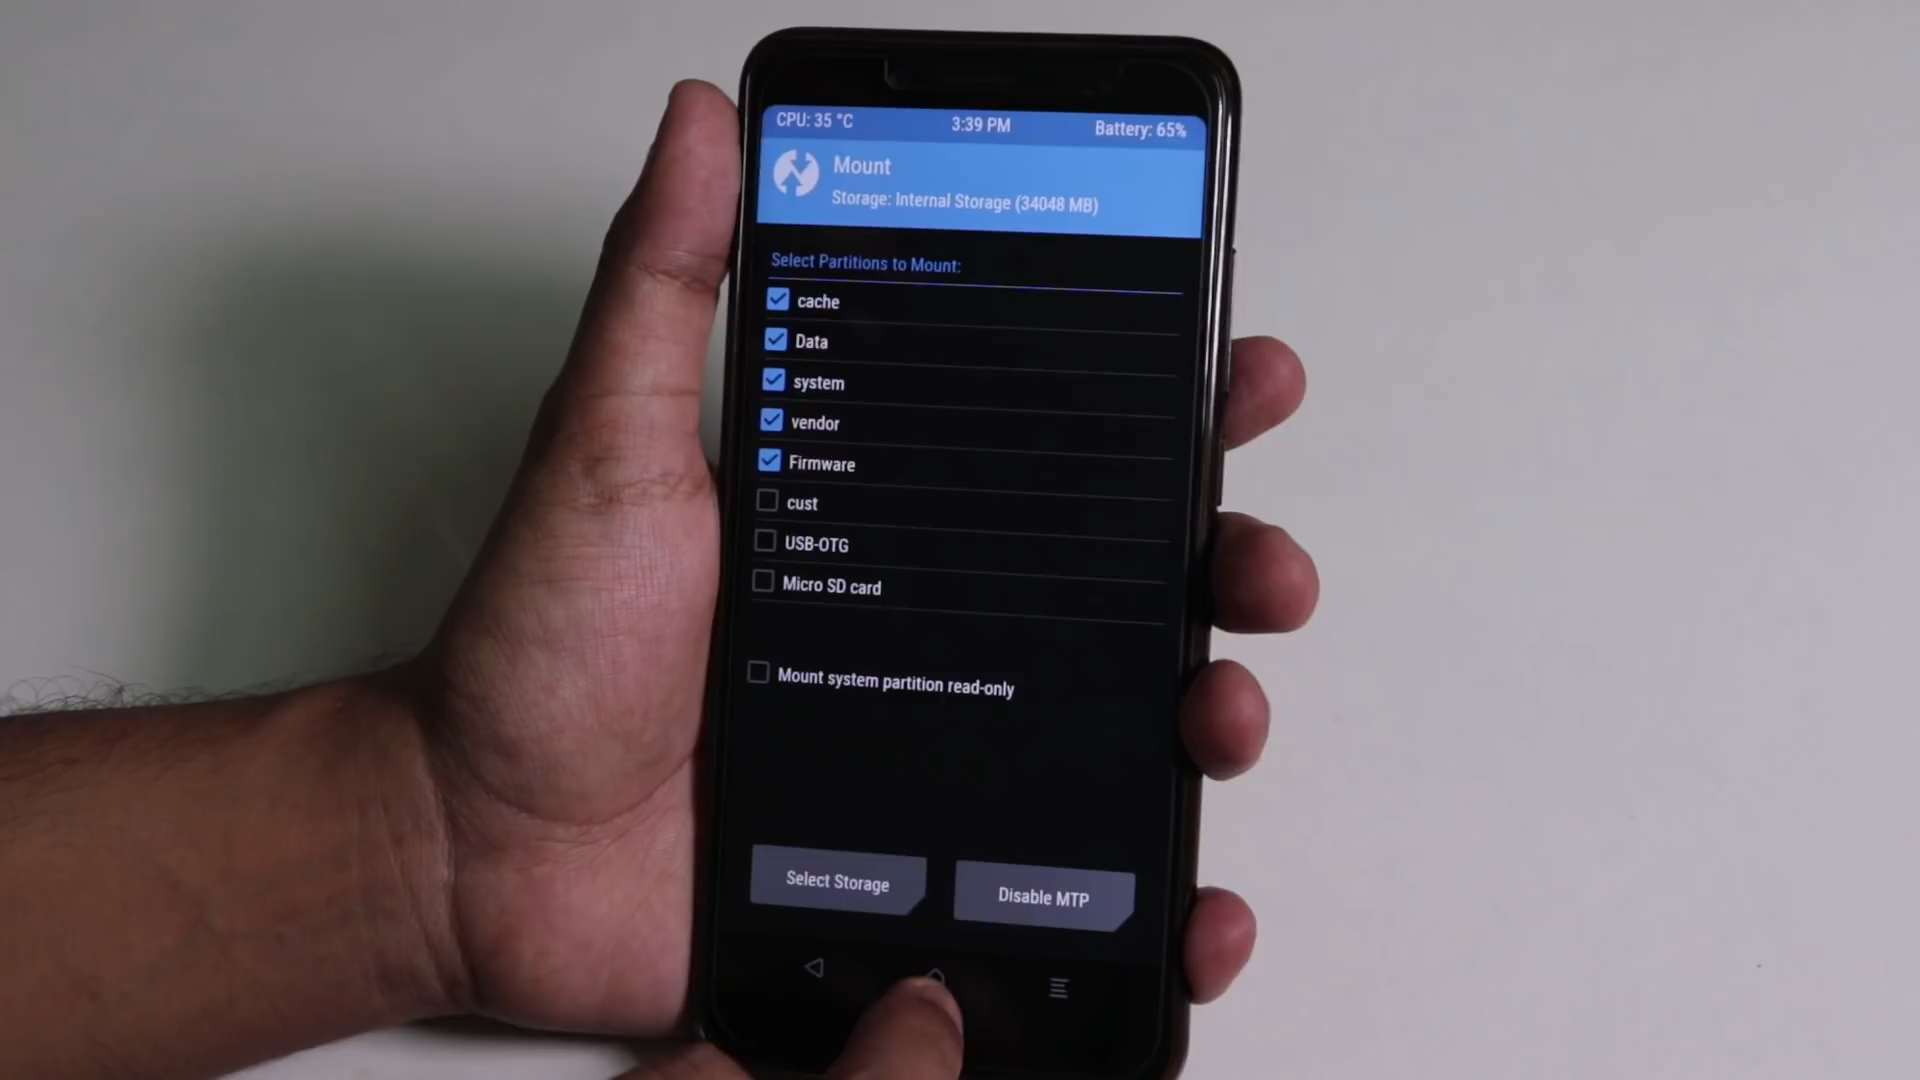 CPU: 35 °C 3:39 PM Battery: 65%
Mount
Storage: Internal Storage (34048 MB)
Select Partitions to Mount:
cache
Data
system
vendor
Firmware
cust
USB-OTG
Micro SD card
Mount system partition read-only
Select Storage Disable MTP